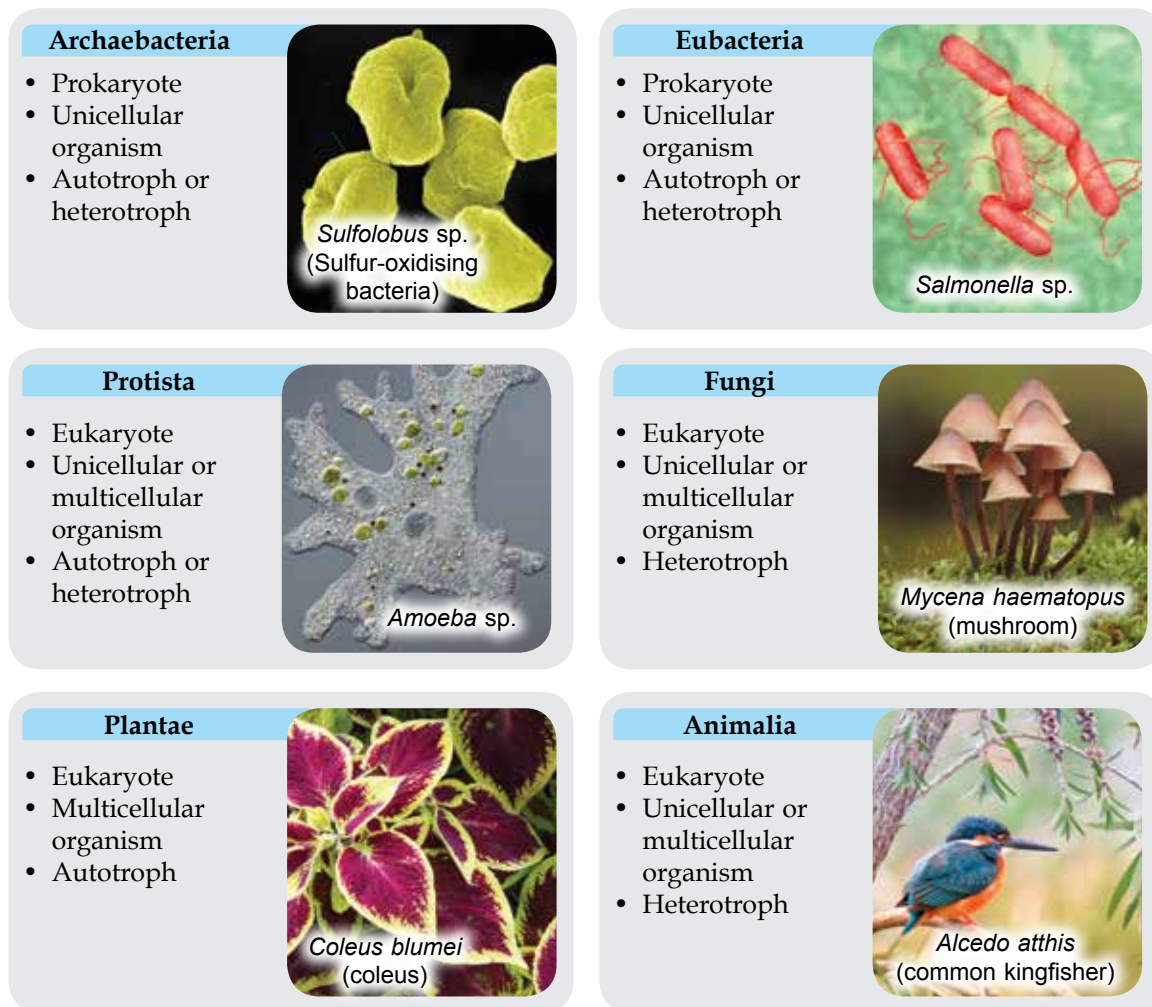 Archaebacteria
• Prokaryote
• Unicellular
organism
• Autotroph or
heterotroph
Sulfolobus sp.
(Sulfur-oxidising
bacteria)
Eubacteria
• Prokaryote
• Unicellular
organism
• Autotroph or
heterotroph
Salmonella sp.
Protista
• Eukaryote
• Unicellular or
multicellular
organism
• Autotroph or
heterotroph
Amoeba sp.
Fungi
• Eukaryote
• Unicellular or
multicellular
organism
• Heterotroph
Mycena haematopus
(mushroom)
Plantae
• Eukaryote
• Multicellular
organism
• Autotroph
Coleus blumei
(coleus)
Animalia
• Eukaryote
• Unicellular or
multicellular
organism
• Heterotroph
Alcedo atthis
(common kingfisher)